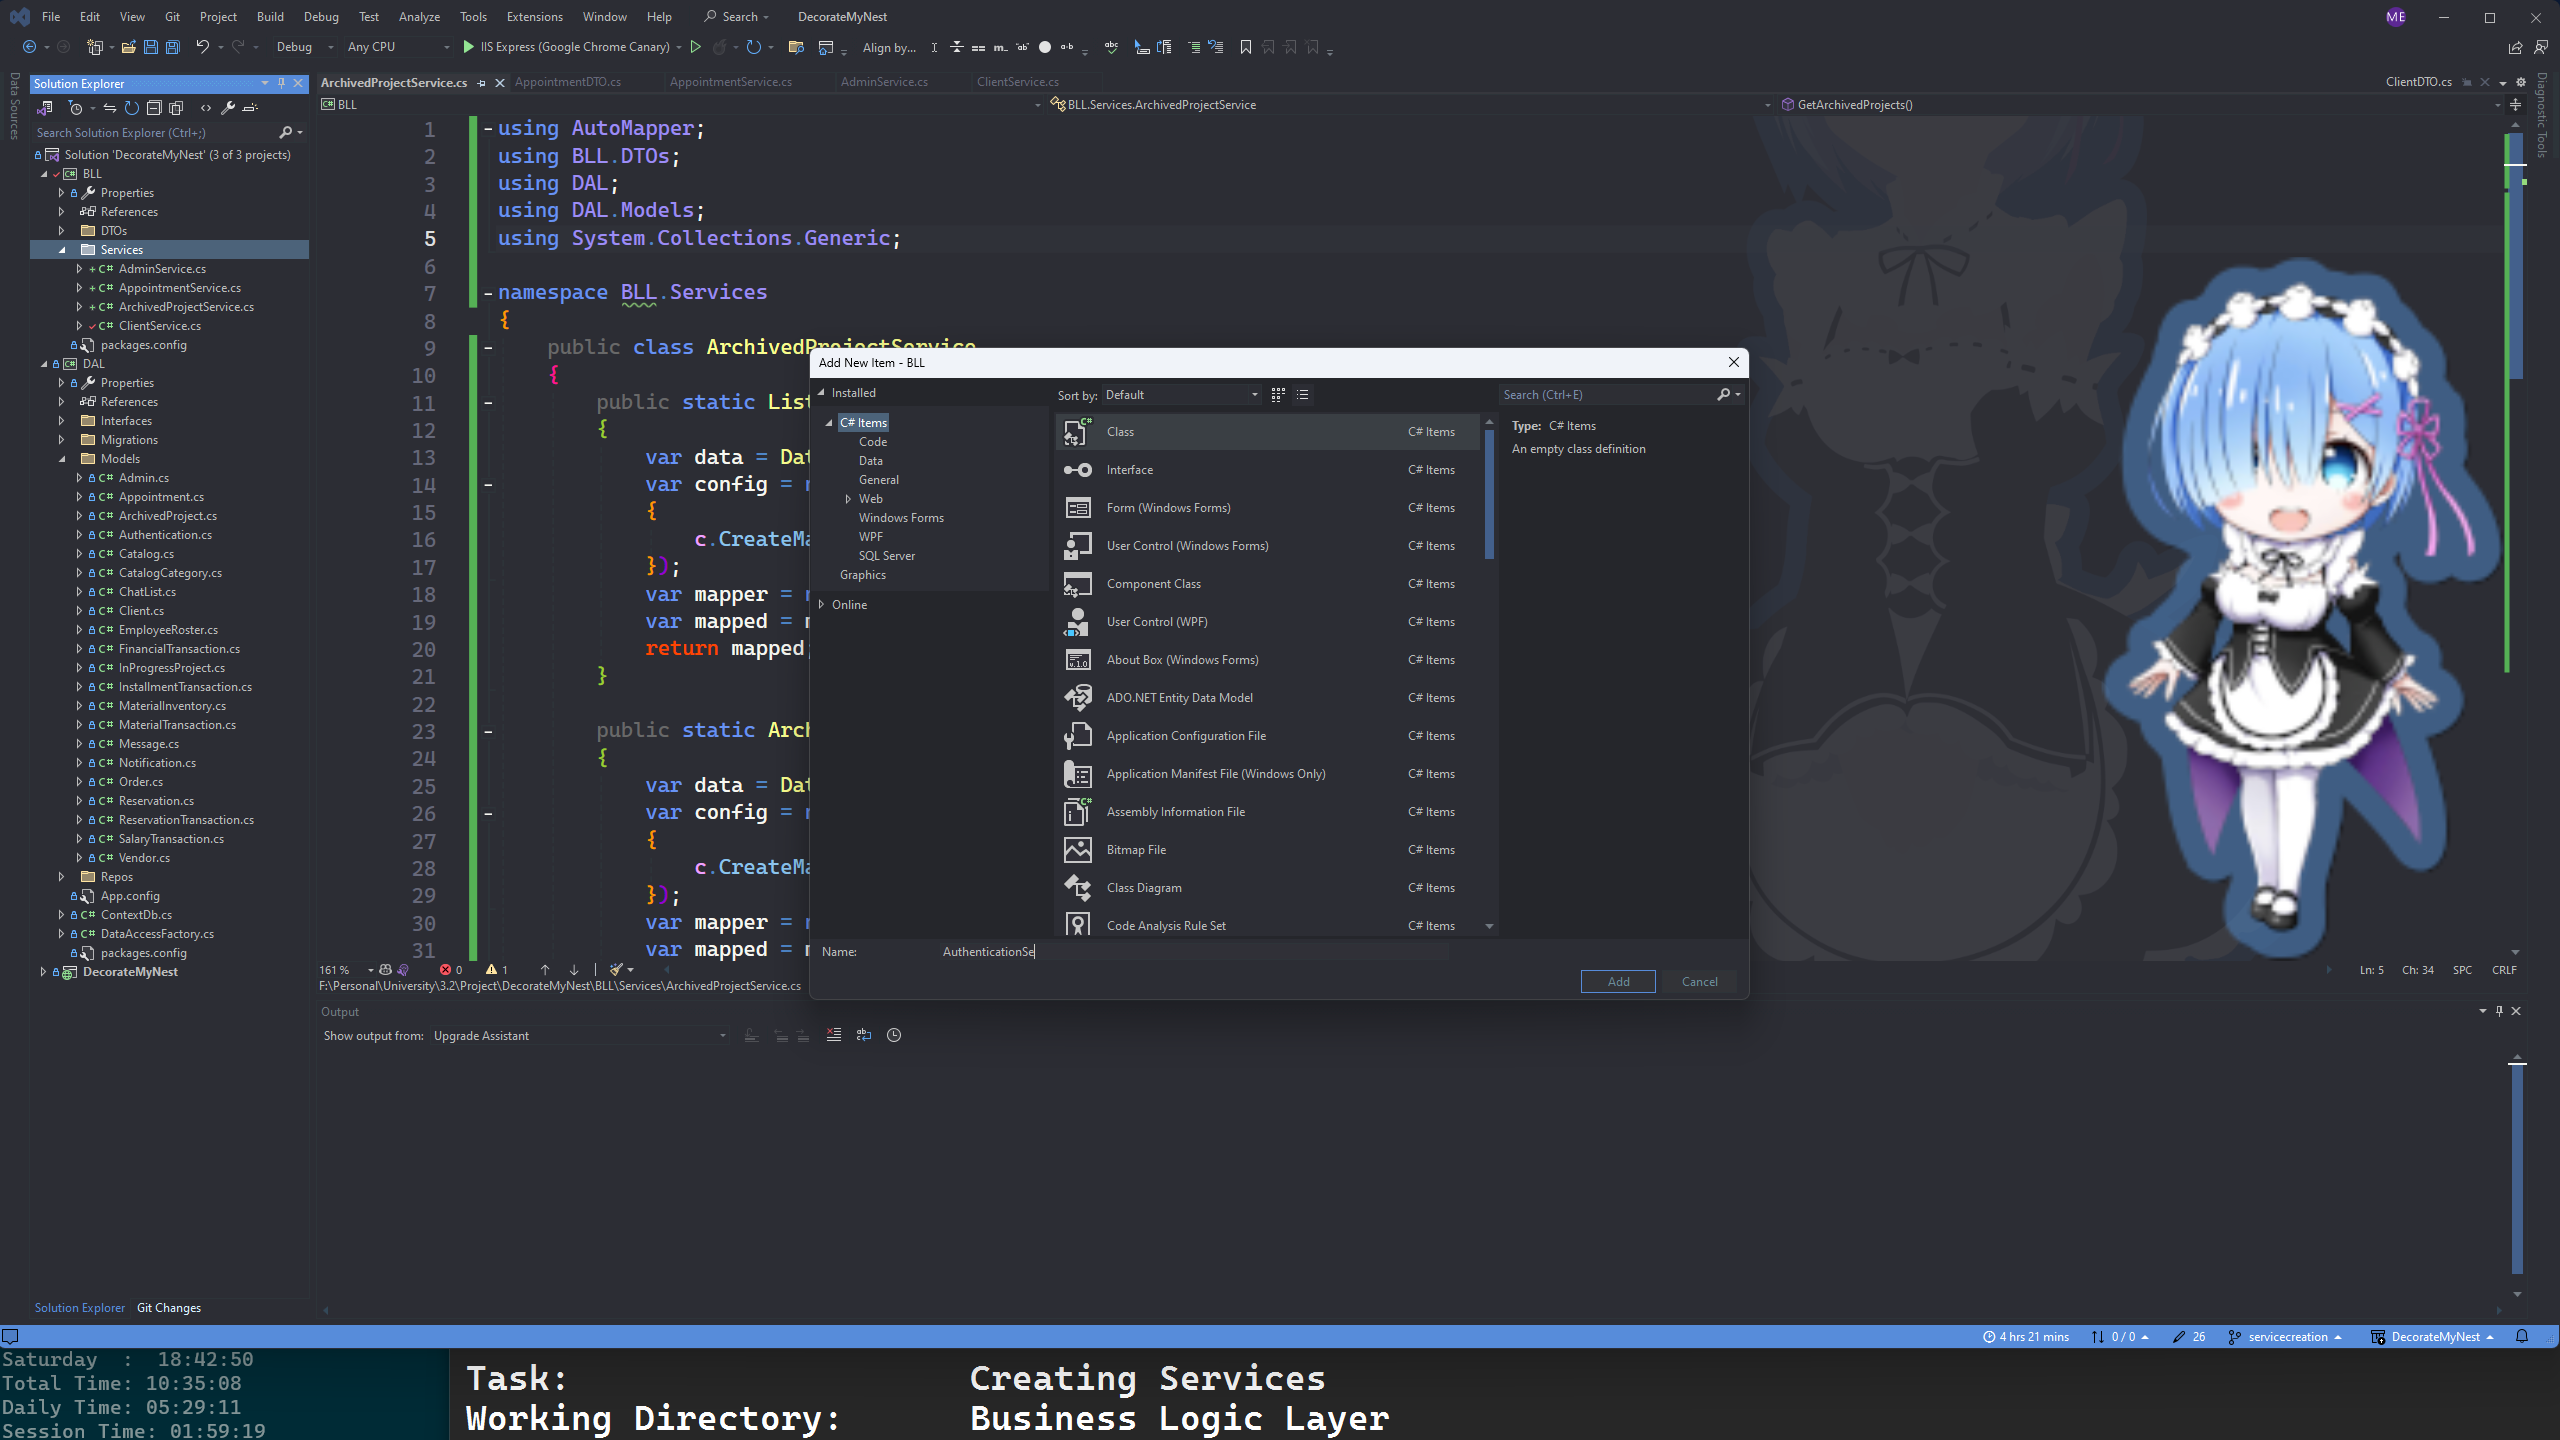 File Edit View Git Project Build Debug Test Analyze Tools Extensions Window Help Search DecorateMyNest ME
Debug Any CPU IIS Express (Google Chrome Canary) Align by...
Data Sources
Solution Explorer
Search Solution Explorer (Ctrl+;)
Solution 'DecorateMyNest' (3 of 3 projects)
BLL
Properties
References
DTOs
Services
AdminService.cs
AppointmentService.cs
ArchivedProjectService.cs
ClientService.cs
packages.config
DAL
Properties
References
Interfaces
Migrations
Models
Admin.cs
Appointment.cs
ArchivedProject.cs
Authentication.cs
Catalog.cs
CatalogCategory.cs
ChatList.cs
Client.cs
EmployeeRoster.cs
FinancialTransaction.cs
InProgressProject.cs
InstallmentTransaction.cs
MaterialInventory.cs
MaterialTransaction.cs
Message.cs
Notification.cs
Order.cs
Reservation.cs
ReservationTransaction.cs
SalaryTransaction.cs
Vendor.cs
Repos
App.config
ContextDb.cs
DataAccessFactory.cs
packages.config
DecorateMyNest
Solution Explorer Git Changes
ArchivedProjectService.cs AppointmentDTO.cs AppointmentService.cs AdminService.cs ClientService.cs ClientDTO.cs
BLL BLL.Services.ArchivedProjectService GetArchivedProjects()
Diagnostic Tools
1 using AutoMapper;
2 using BLL.DTOs;
3 using DAL;
4 using DAL.Models;
5 using System.Collections.Generic;
6
7 namespace BLL.Services
8 {
9 public class ArchivedProjectService
10 {
11 public static List
12 {
13 var data = Dat
14 var config = n
15 {
16 c.CreateMa
17 });
18 var mapper = n
19 var mapped = m
20 return mapped;
21 }
22
23 public static Arch
24 {
25 var data = Dat
26 var config = n
27 {
28 c.CreateMa
29 });
30 var mapper = n
31 var mapped = m
Add New Item - BLL
Installed
C# Items
Code
Data
General
Web
Windows Forms
WPF
SQL Server
Graphics
Online
Sort by: Default
Class C# Items
Interface C# Items
Form (Windows Forms) C# Items
User Control (Windows Forms) C# Items
Component Class C# Items
User Control (WPF) C# Items
About Box (Windows Forms) C# Items
ADO.NET Entity Data Model C# Items
Application Configuration File C# Items
Application Manifest File (Windows Only) C# Items
Assembly Information File C# Items
Bitmap File C# Items
Class Diagram C# Items
Code Analysis Rule Set C# Items
Search (Ctrl+E)
Type: C# Items
An empty class definition
Name: AuthenticationSe
Add Cancel
161 % 0 1 Ln: 5 Ch: 34 SPC CRLF
F:\Personal\University\3.2\Project\DecorateMyNest\BLL\Services\ArchivedProjectService.cs
Output
Show output from: Upgrade Assistant
4 hrs 21 mins 0 / 0 26 servicecreation DecorateMyNest
Saturday : 18:42:50
Total Time: 10:35:08
Daily Time: 05:29:11
Session Time: 01:59:19
Task: Creating Services
Working Directory: Business Logic Layer